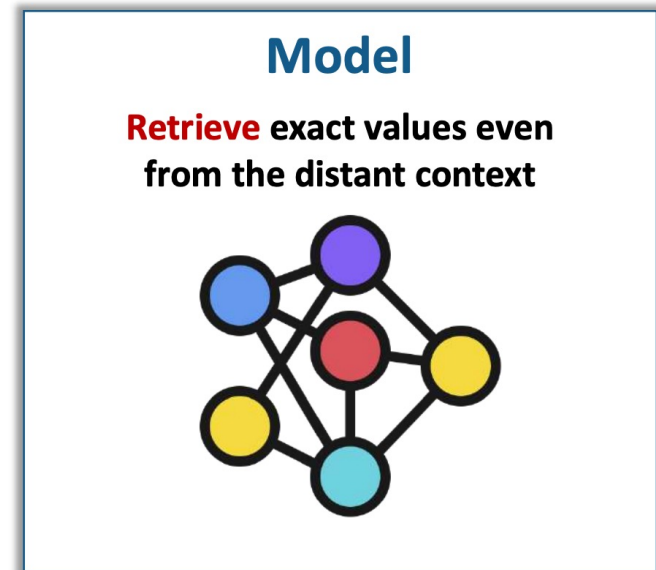 Model
Retrieve exact values even
from the distant context